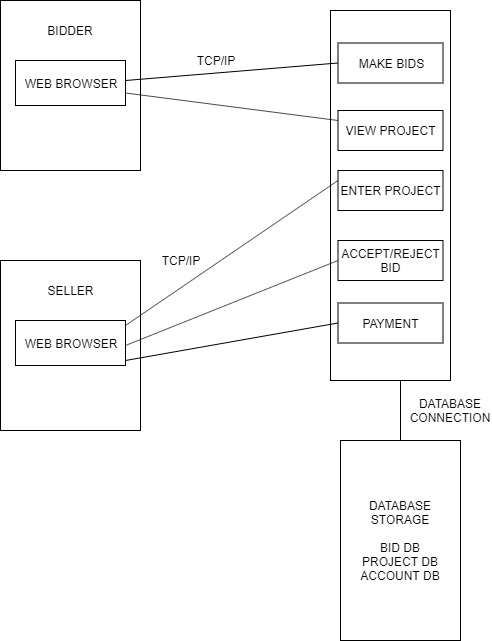 BIDDER
WEB BROWSER
TCP/IP
MAKE BIDS
VIEW PROJECT
ENTER PROJECT
TCP/IP
ACCEPT/REJECT
BID
SELLER
WEB BROWSER
PAYMENT
DATABASE
CONNECTION
DATABASE
STORAGE
BID DB
PROJECT DB
ACCOUNT DB